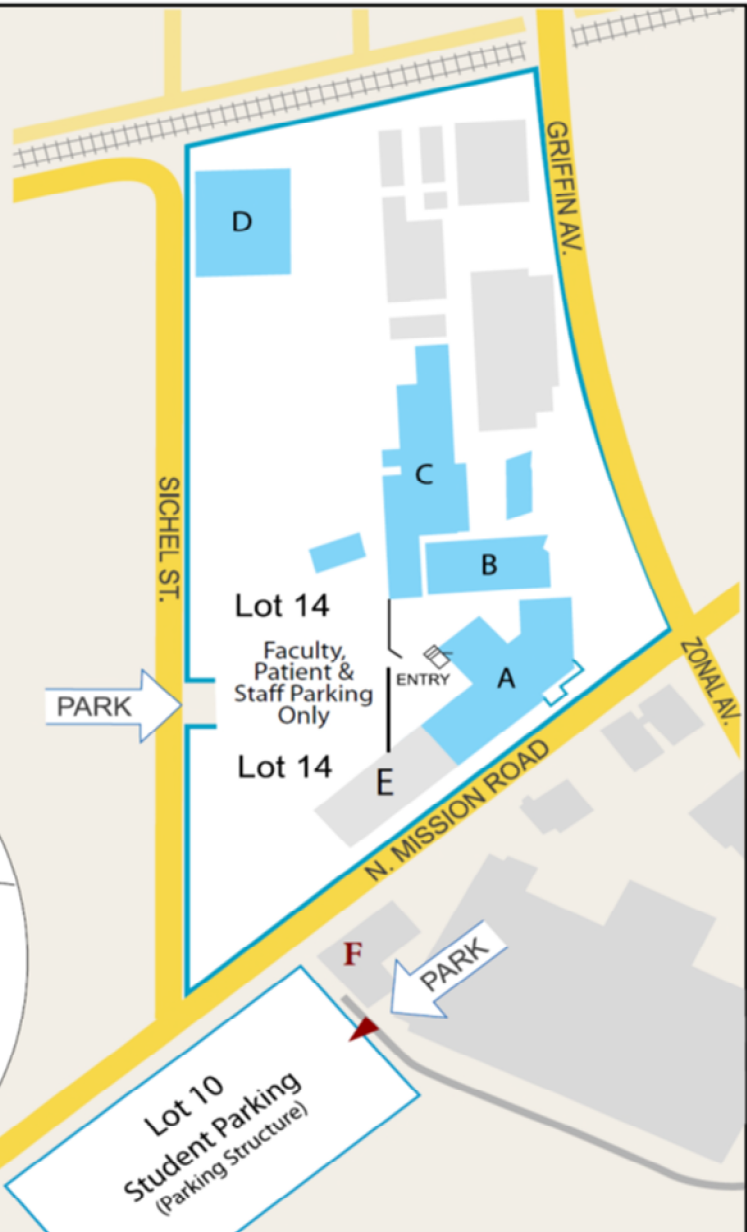 GRIFFIN AV.
D
SICHEL ST.
C
B
Lot 14
Faculty,
Patient &
Staff Parking
Only
ENTRY
A
ZONAL AV.
PARK
Lot 14
E
N. MISSION ROAD
F
PARK
Lot 10
Student Parking
(Parking Structure)